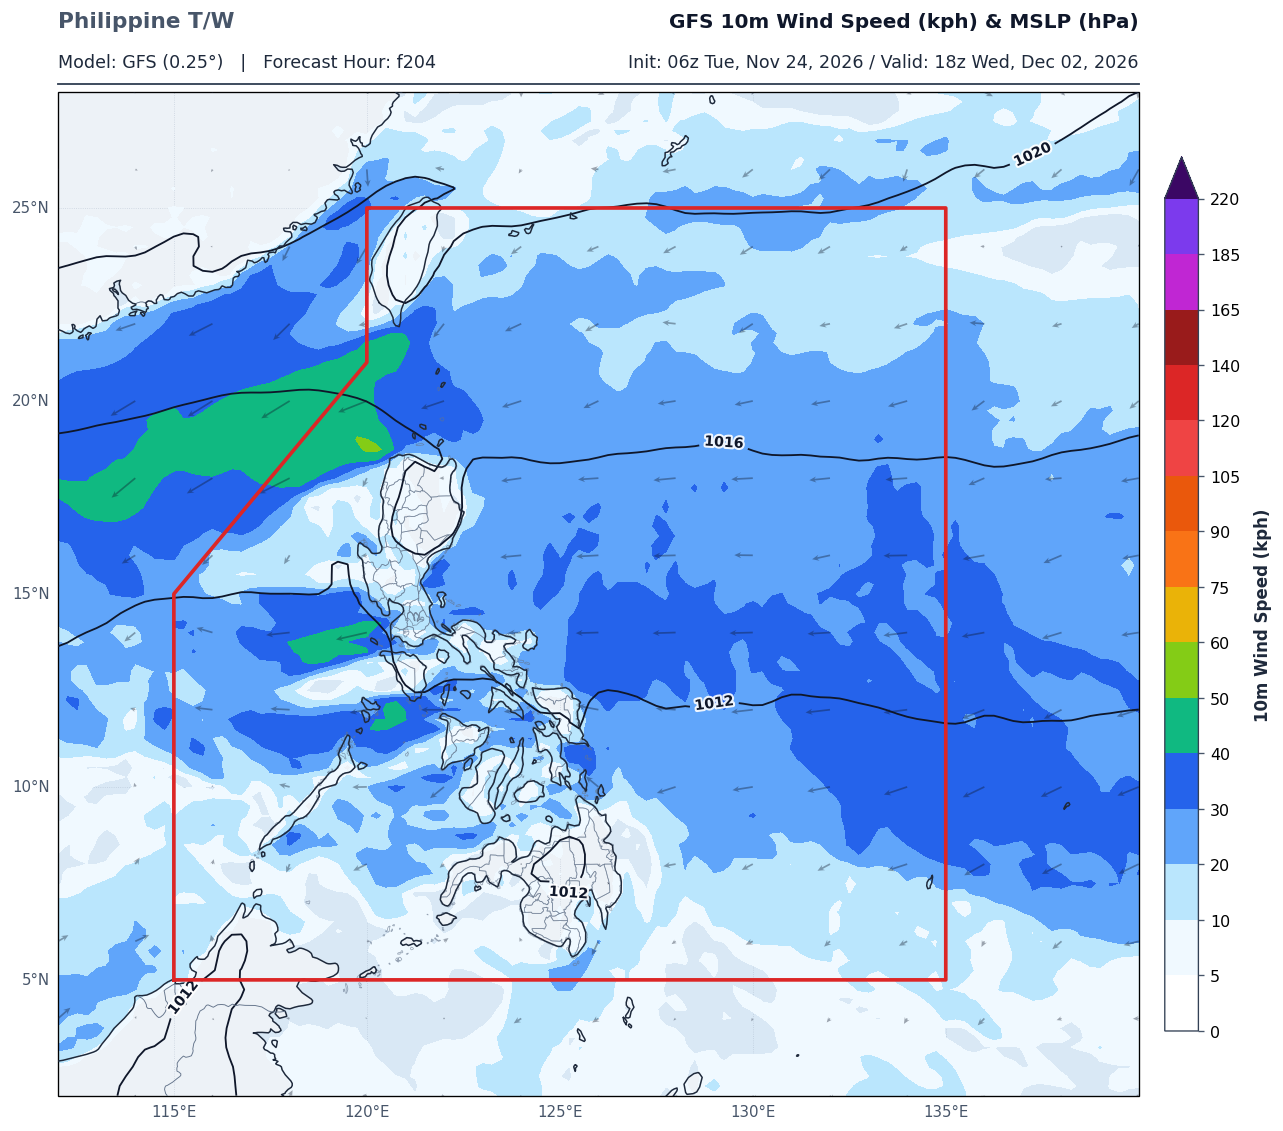 Philippine T/W
GFS 10m Wind Speed (kph) & MSLP (hPa)
Model: GFS (0.25°) | Forecast Hour: f204
Init: 06z Tue, Nov 24, 2026 / Valid: 18z Wed, Dec 02, 2026
1020
1016
1012
1012
1012
25°N
20°N
15°N
10°N
5°N
115°E
120°E
125°E
130°E
135°E
220
185
165
140
120
105
90
75
60
50
40
30
20
10
5
0
10m Wind Speed (kph)